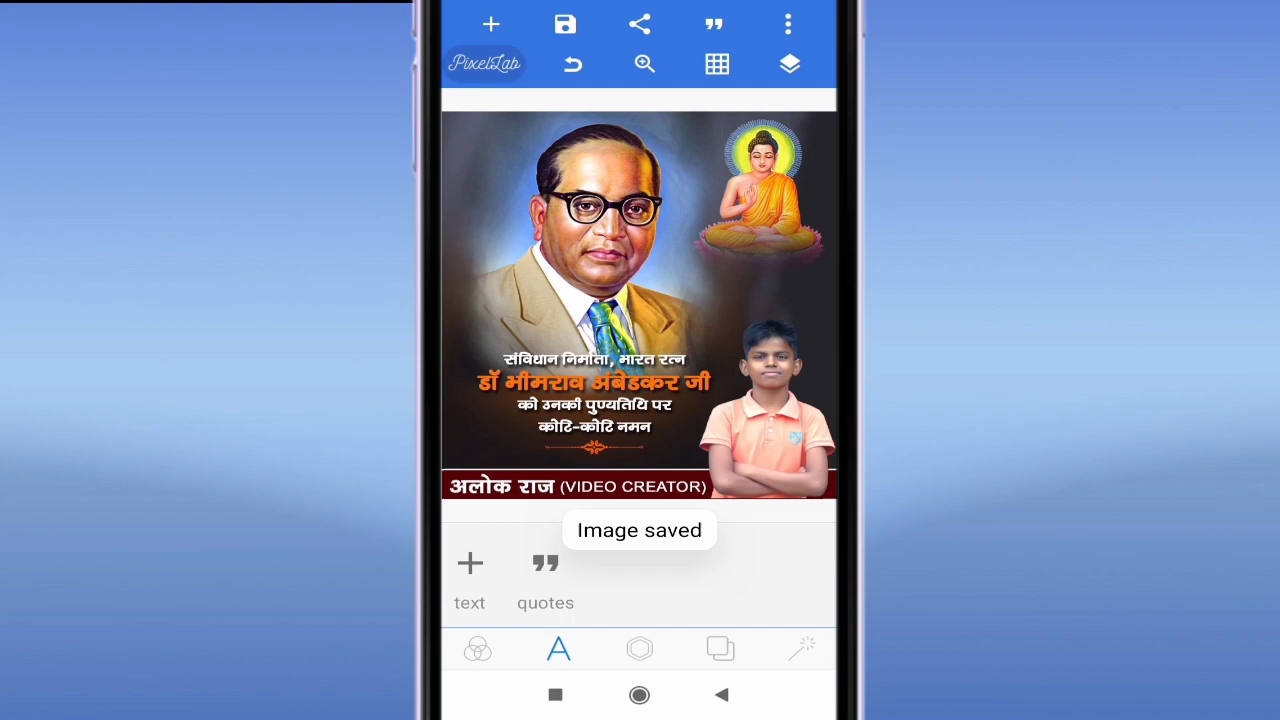 PixelLab
संविधान निर्माता, भारत रत्न
डॉ भीमराव अंबेडकर जी
को उनकी पुण्यतिथि पर
कोटि-कोटि नमन
अलोक राज (VIDEO CREATOR)
Image saved
text quotes